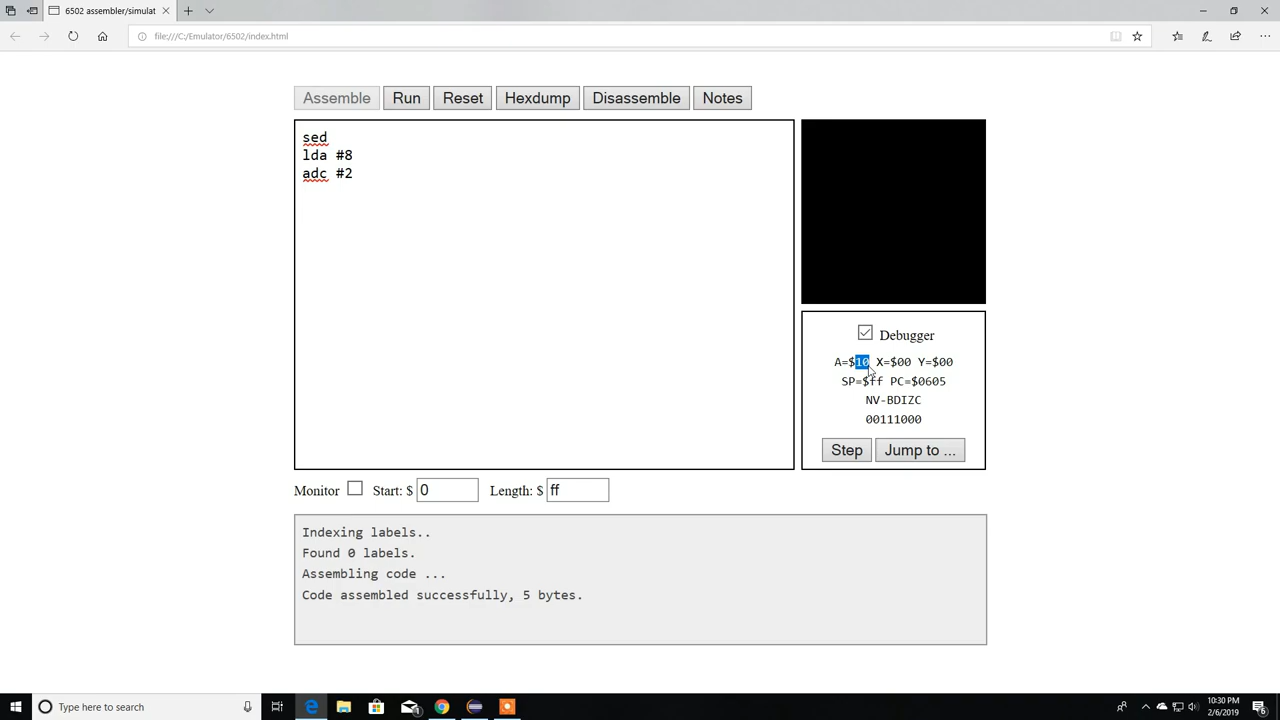 6502 assembler/simulat
file:///C:/Emulator/6502/index.html
Assemble Run Reset Hexdump Disassemble Notes
sed
lda #8
adc #2
Debugger
A=$10 X=$00 Y=$00
SP=$ff PC=$0605
NV-BDIZC
00111000
Step Jump to ...
Monitor Start: $ 0 Length: $ ff
Indexing labels..
Found 0 labels.
Assembling code ...
Code assembled successfully, 5 bytes.
Type here to search
10:30 PM
2/6/2019
1
6